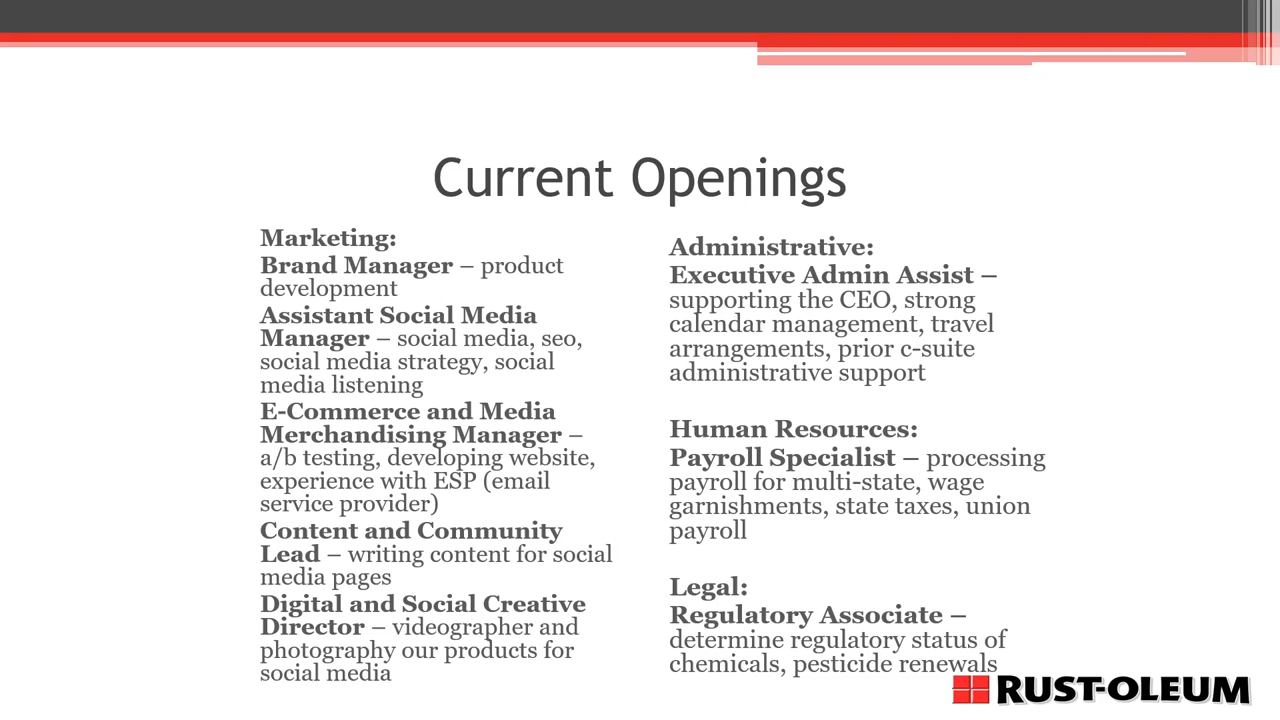 Current Openings
Marketing:
Brand Manager – product
development
Assistant Social Media
Manager – social media, seo,
social media strategy, social
media listening
E-Commerce and Media
Merchandising Manager –
a/b testing, developing website,
experience with ESP (email
service provider)
Content and Community
Lead – writing content for social
media pages
Digital and Social Creative
Director – videographer and
photography our products for
social media
Administrative:
Executive Admin Assist –
supporting the CEO, strong
calendar management, travel
arrangements, prior c-suite
administrative support
Human Resources:
Payroll Specialist – processing
payroll for multi-state, wage
garnishments, state taxes, union
payroll
Legal:
Regulatory Associate –
determine regulatory status of
chemicals, pesticide renewals
RUST-OLEUM